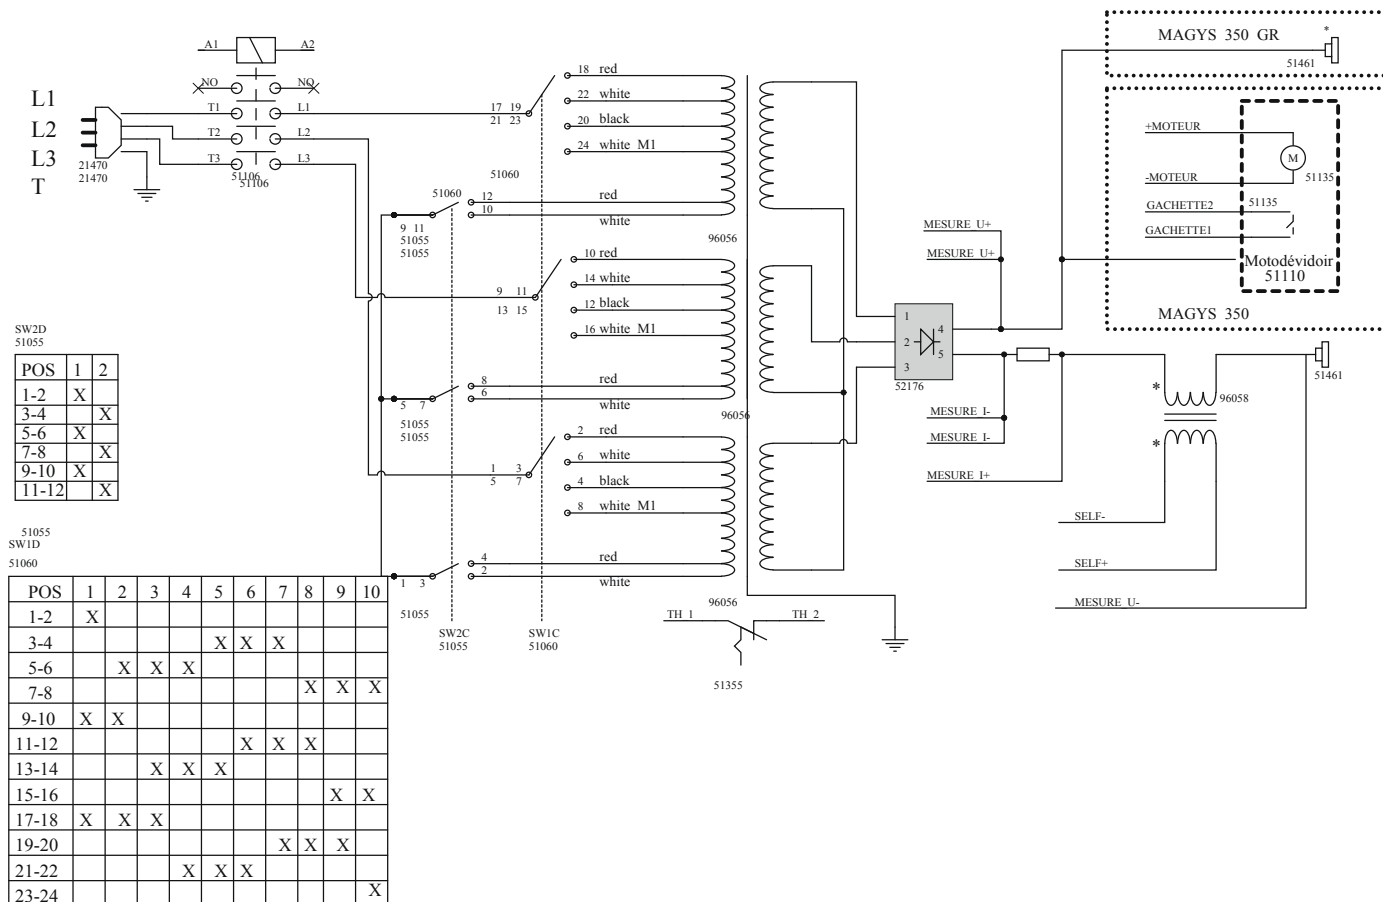 A1 A2
NO NO
L1
L2
L3
T
21470
21470
T1 L1
T2 L2
T3 L3
51106
51106
17 19
21 23
18 red
22 white
20 black
24 white M1
51060
51060
12 red
10 white
9 11
51055
51055
96056
9 11
13 15
10 red
14 white
12 black
16 white M1
8 red
6 white
5 7
51055
51055
96056
1 3
5 7
2 red
6 white
4 black
8 white M1
4 red
2 white
1 3
51055
96056
SW2C
51055
SW1C
51060
TH 1 TH 2
51355
MESURE U+
MESURE U+
1
2
3
4
5
52176
MESURE I-
MESURE I-
MESURE I+
* 96058
*
SELF-
SELF+
MESURE U-
51461
MAGYS 350 GR
*
51461
+MOTEUR
M
51135
-MOTEUR
GACHETTE2 51135
GACHETTE1
Motodévidoir
51110
MAGYS 350
SW2D
51055
POS 1 2
1-2 X
3-4 X
5-6 X
7-8 X
9-10 X
11-12 X
51055
SW1D
51060
POS 1 2 3 4 5 6 7 8 9 10
1-2 X
3-4 X X X
5-6 X X X
7-8 X X X
9-10 X X
11-12 X X X
13-14 X X X
15-16 X X
17-18 X X X
19-20 X X X
21-22 X X X
23-24 X